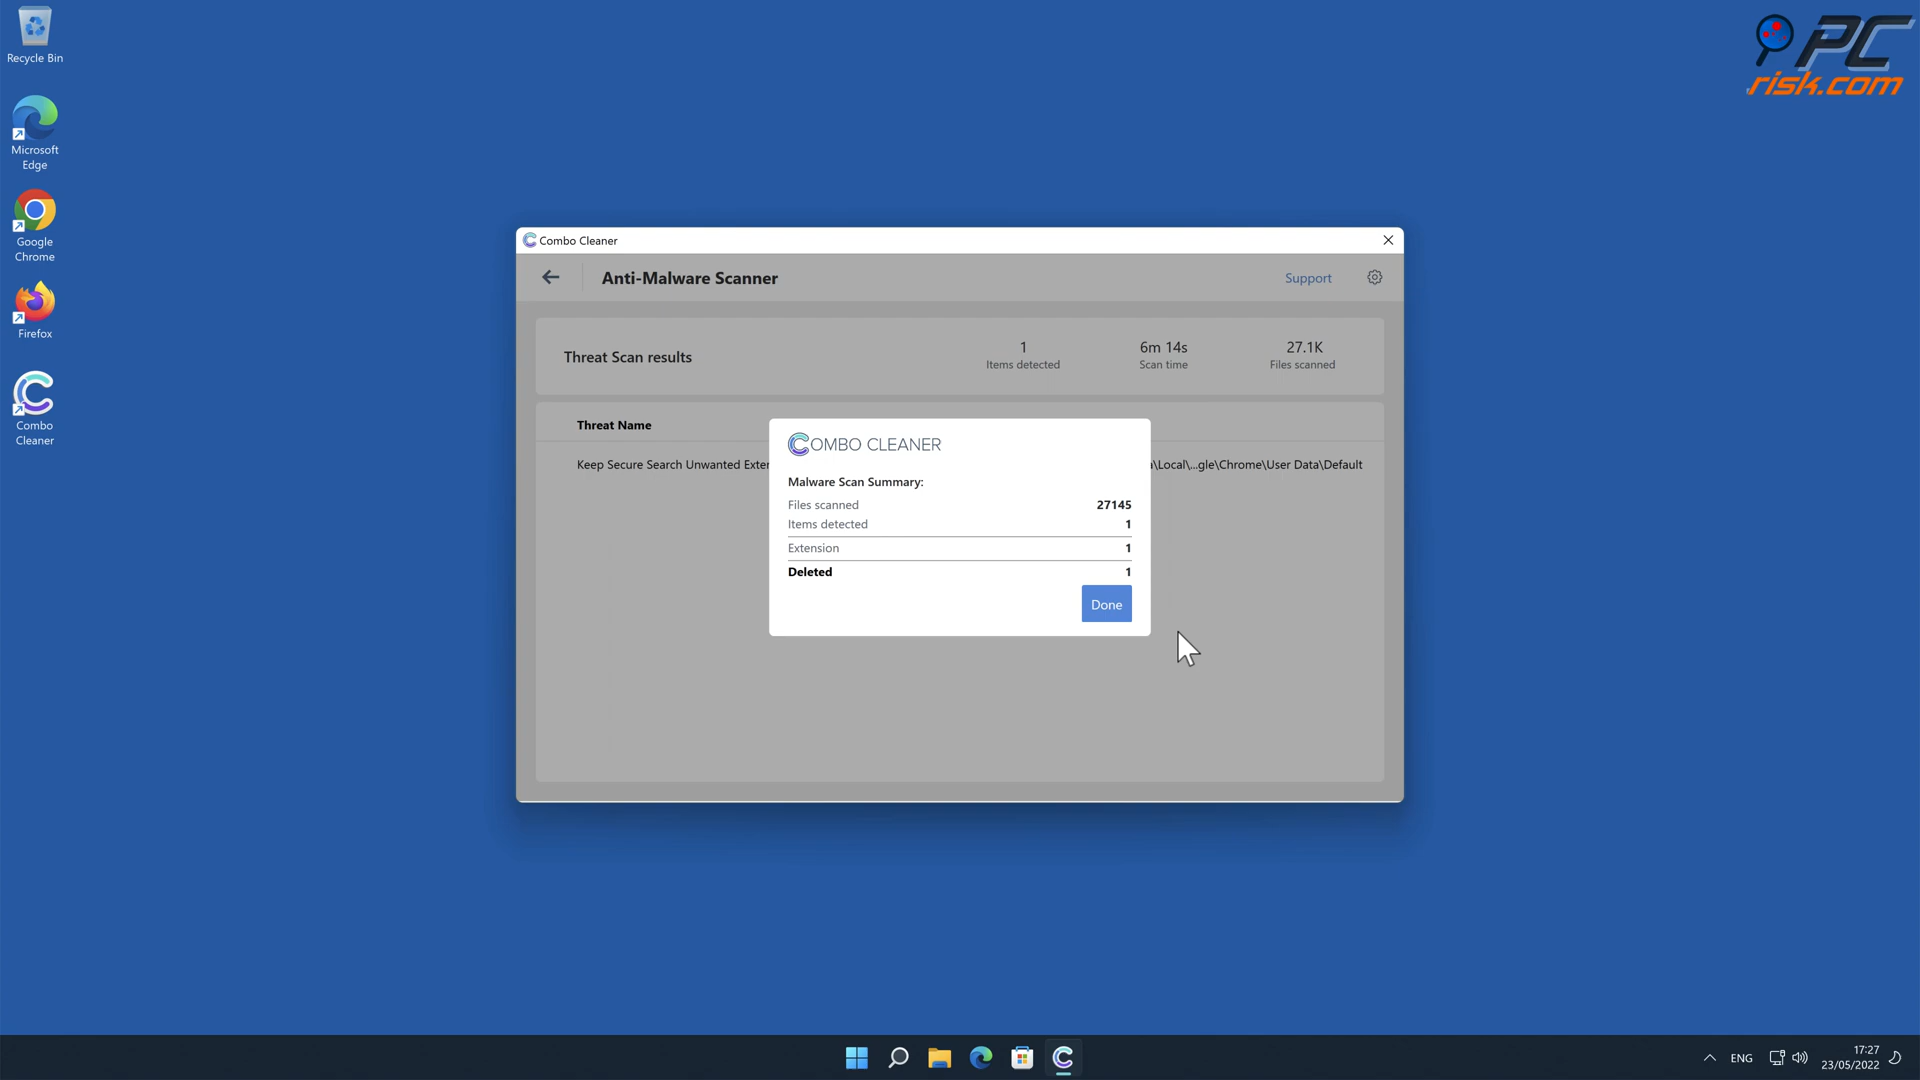 Recycle Bin
Microsoft
Edge
Google
Chrome
Firefox
Combo
Cleaner
PC
risk.com
Combo Cleaner
Anti-Malware Scanner
Support
Threat Scan results
1
Items detected
6m 14s
Scan time
27.1K
Files scanned
Threat Name
Keep Secure Search Unwanted Exter
\Local\...gle\Chrome\User Data\Default
COMBO CLEANER
Malware Scan Summary:
Files scanned 27145
Items detected 1
Extension 1
Deleted 1
Done
ENG
17:27
23/05/2022